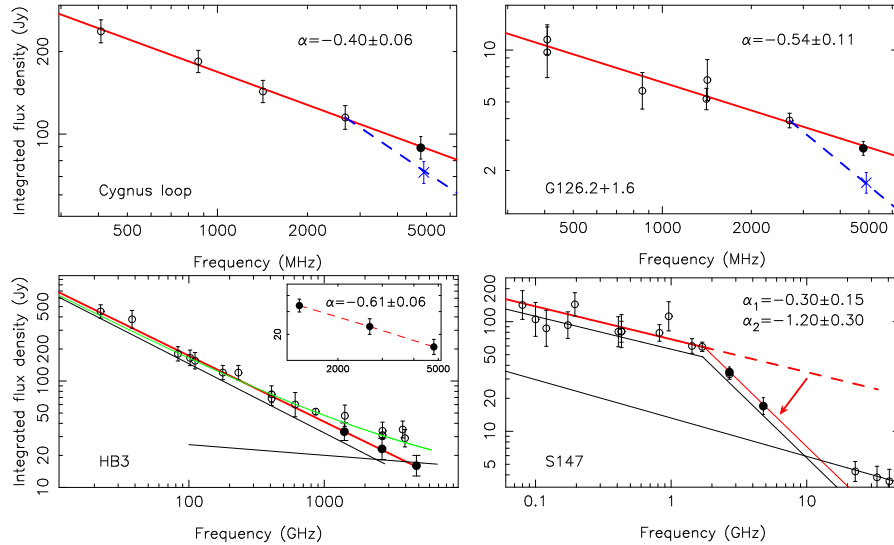 Integrated flux density (Jy)
200
100
α=−0.40±0.06
Cygnus loop
500
1000
2000
5000
Frequency (MHz)
10
5
2
α=−0.54±0.11
G126.2+1.6
500
1000
2000
5000
Frequency (MHz)
Integrated flux density (Jy)
500
100
50
10
α=−0.61±0.06
20
2000
5000
HB3
100
1000
Frequency (GHz)
100 200
50
20
10
5
α1=−0.30±0.15
α2=−1.20±0.30
S147
0.1
1
10
Frequency (GHz)